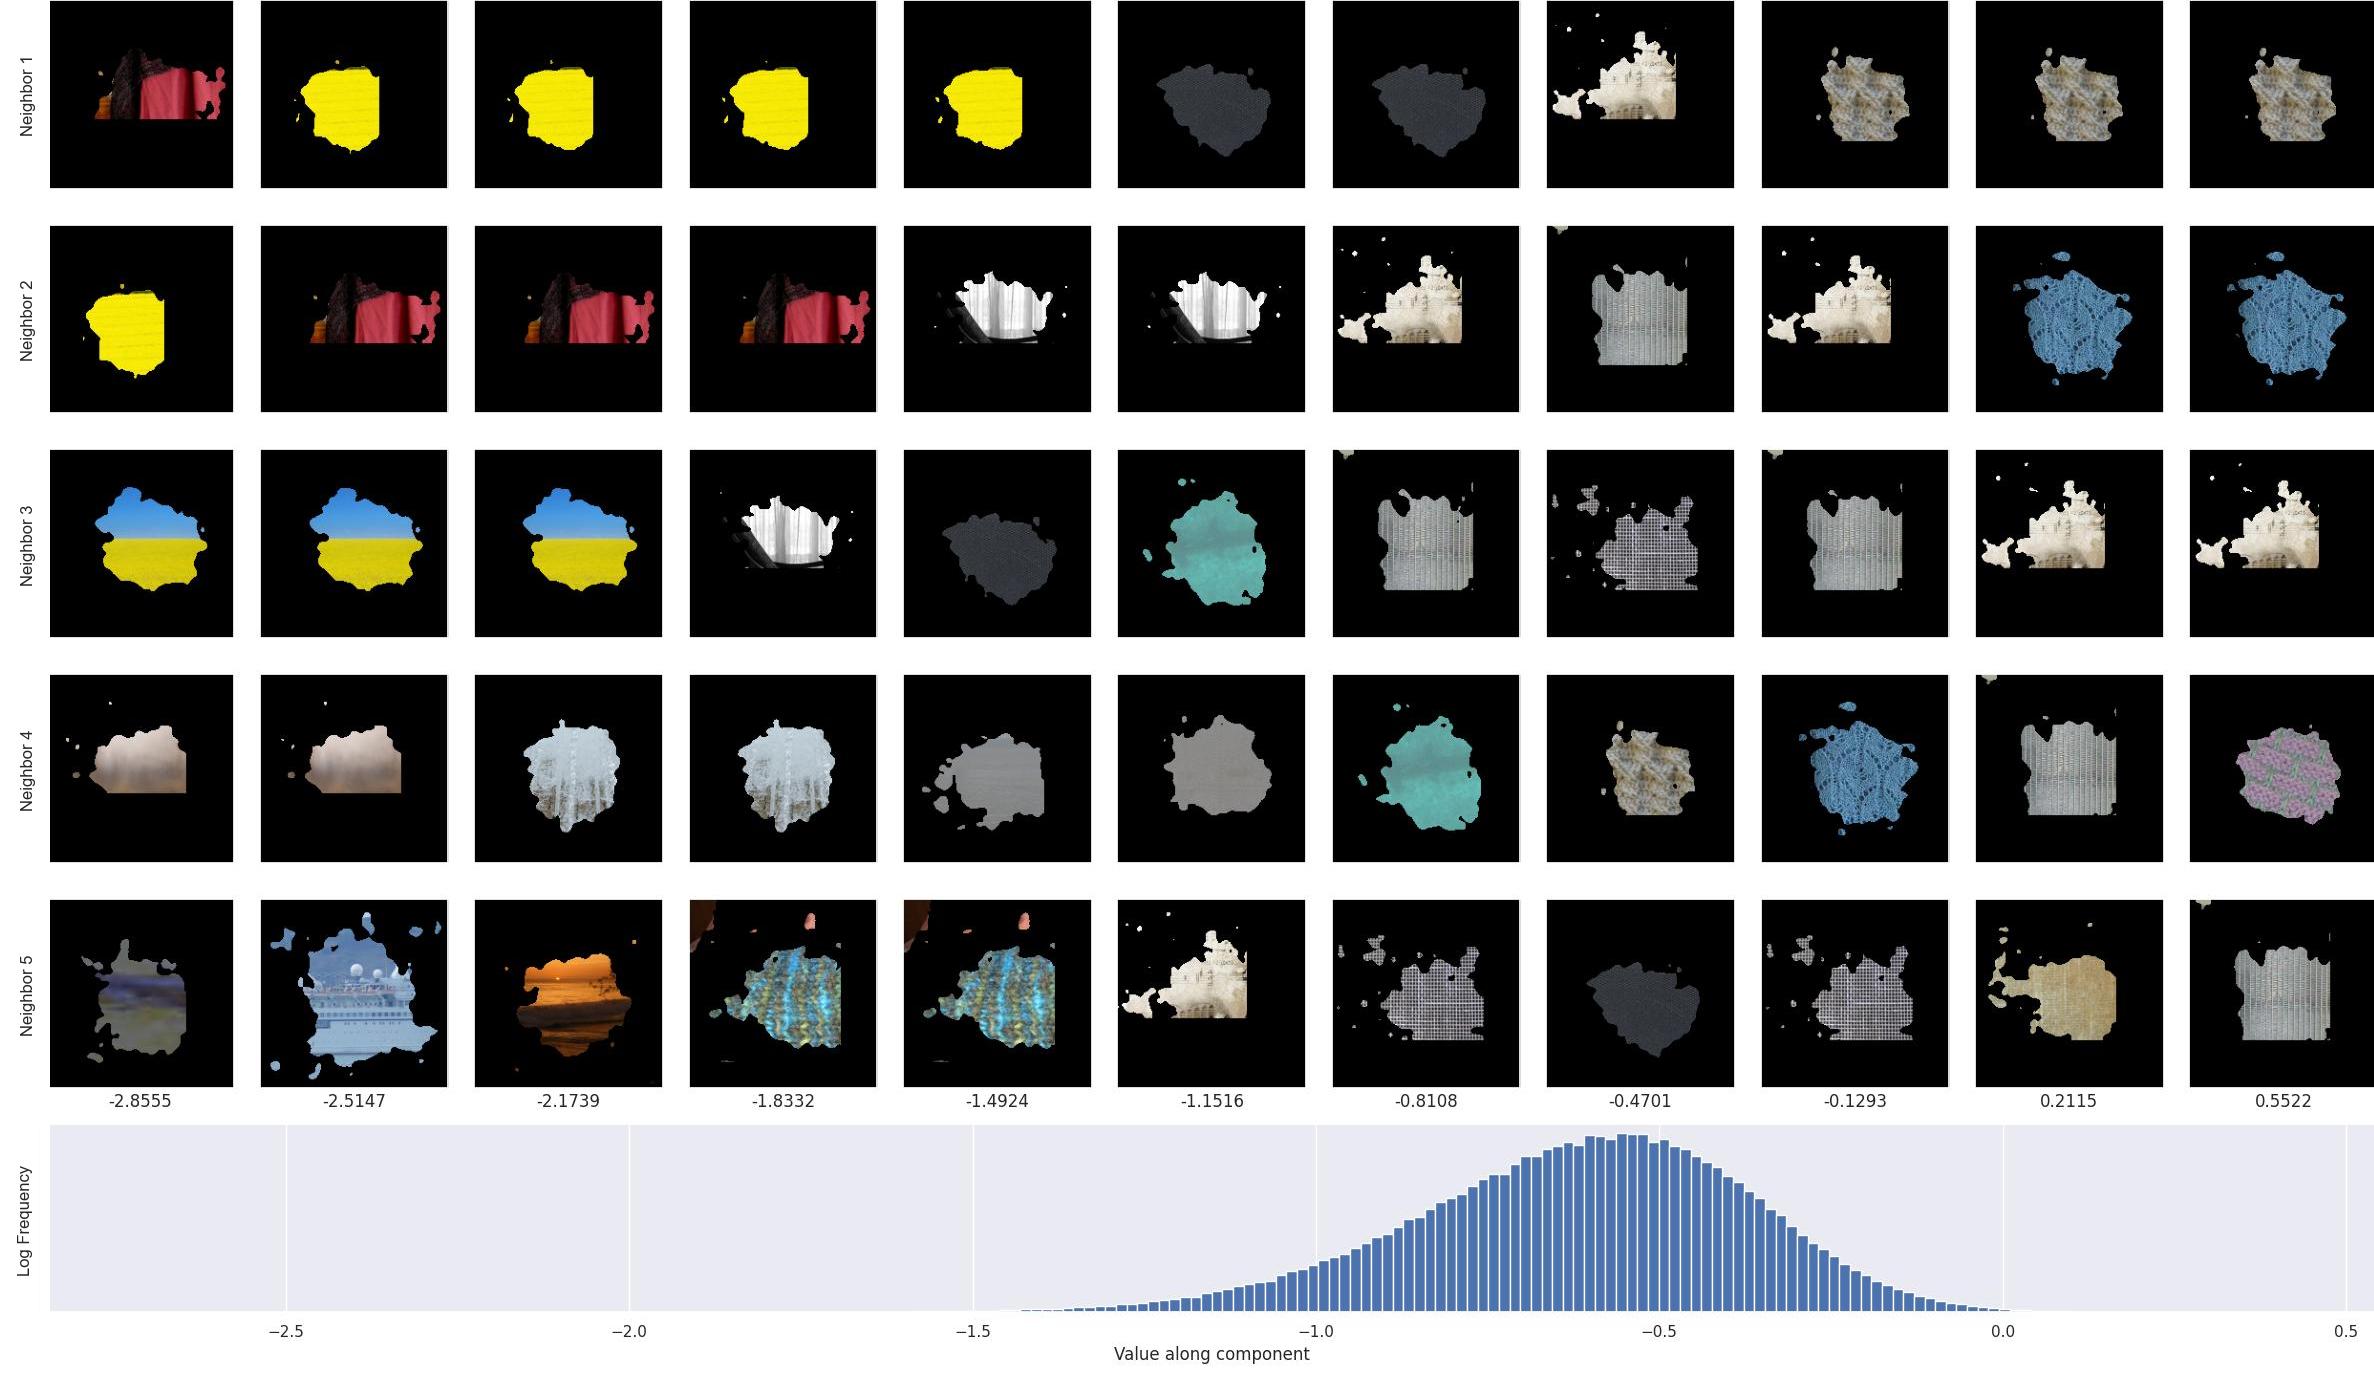 Neighbor 1
Neighbor 2
Neighbor 3
Neighbor 4
Neighbor 5
-2.8555 -2.5147 -2.1739 -1.8332 -1.4924 -1.1516 -0.8108 -0.4701 -0.1293 0.2115 0.5522
Log Frequency
−2.5 −2.0 −1.5 −1.0 −0.5 0.0 0.5
Value along component